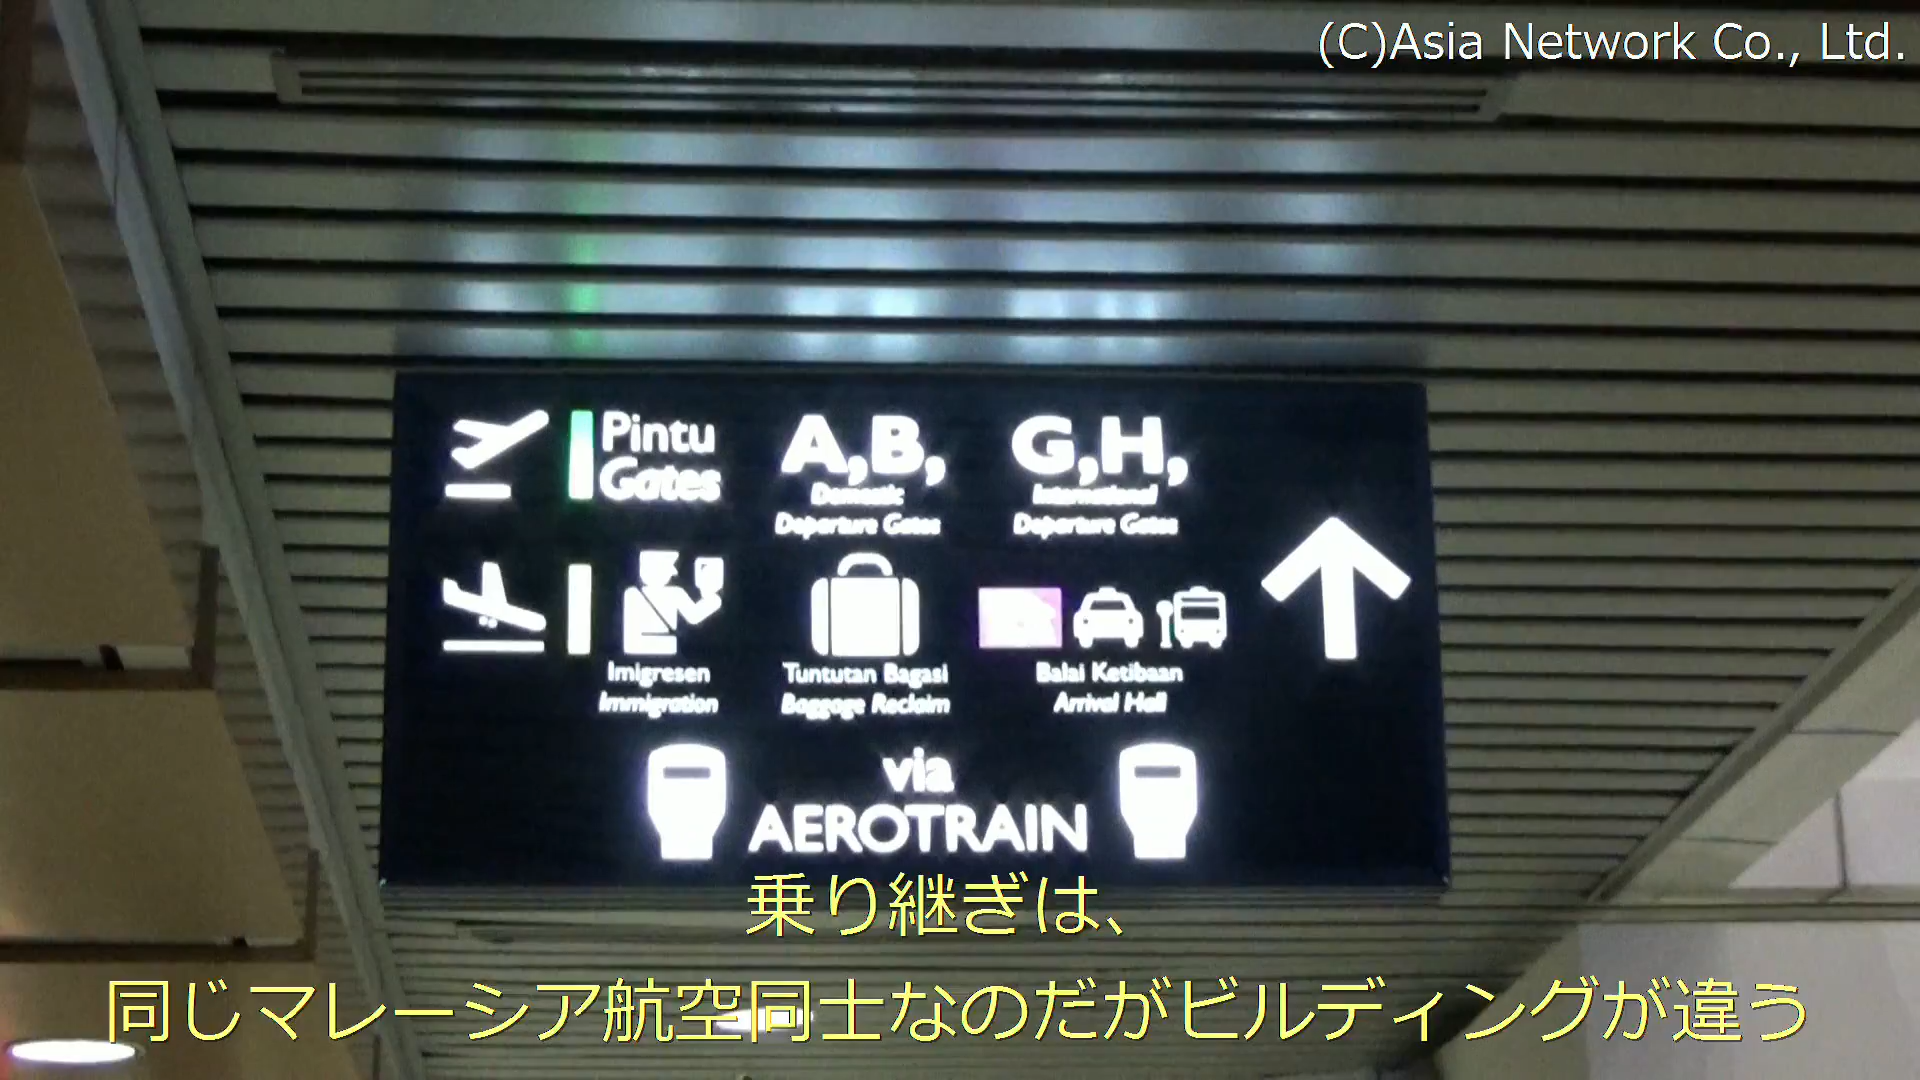 (C)Asia Network Co., Ltd.
Pintu
Gates
A,B,
Domestic
Departure Gates
G,H,
International
Departure Gates
Imigresen
Immigration
Tuntutan Bagasi
Baggage Reclaim
Balai Ketibaan
Arrival Hall
via
AEROTRAIN
乗り継ぎは、
同じマレーシア航空同士なのだがビルディングが違う